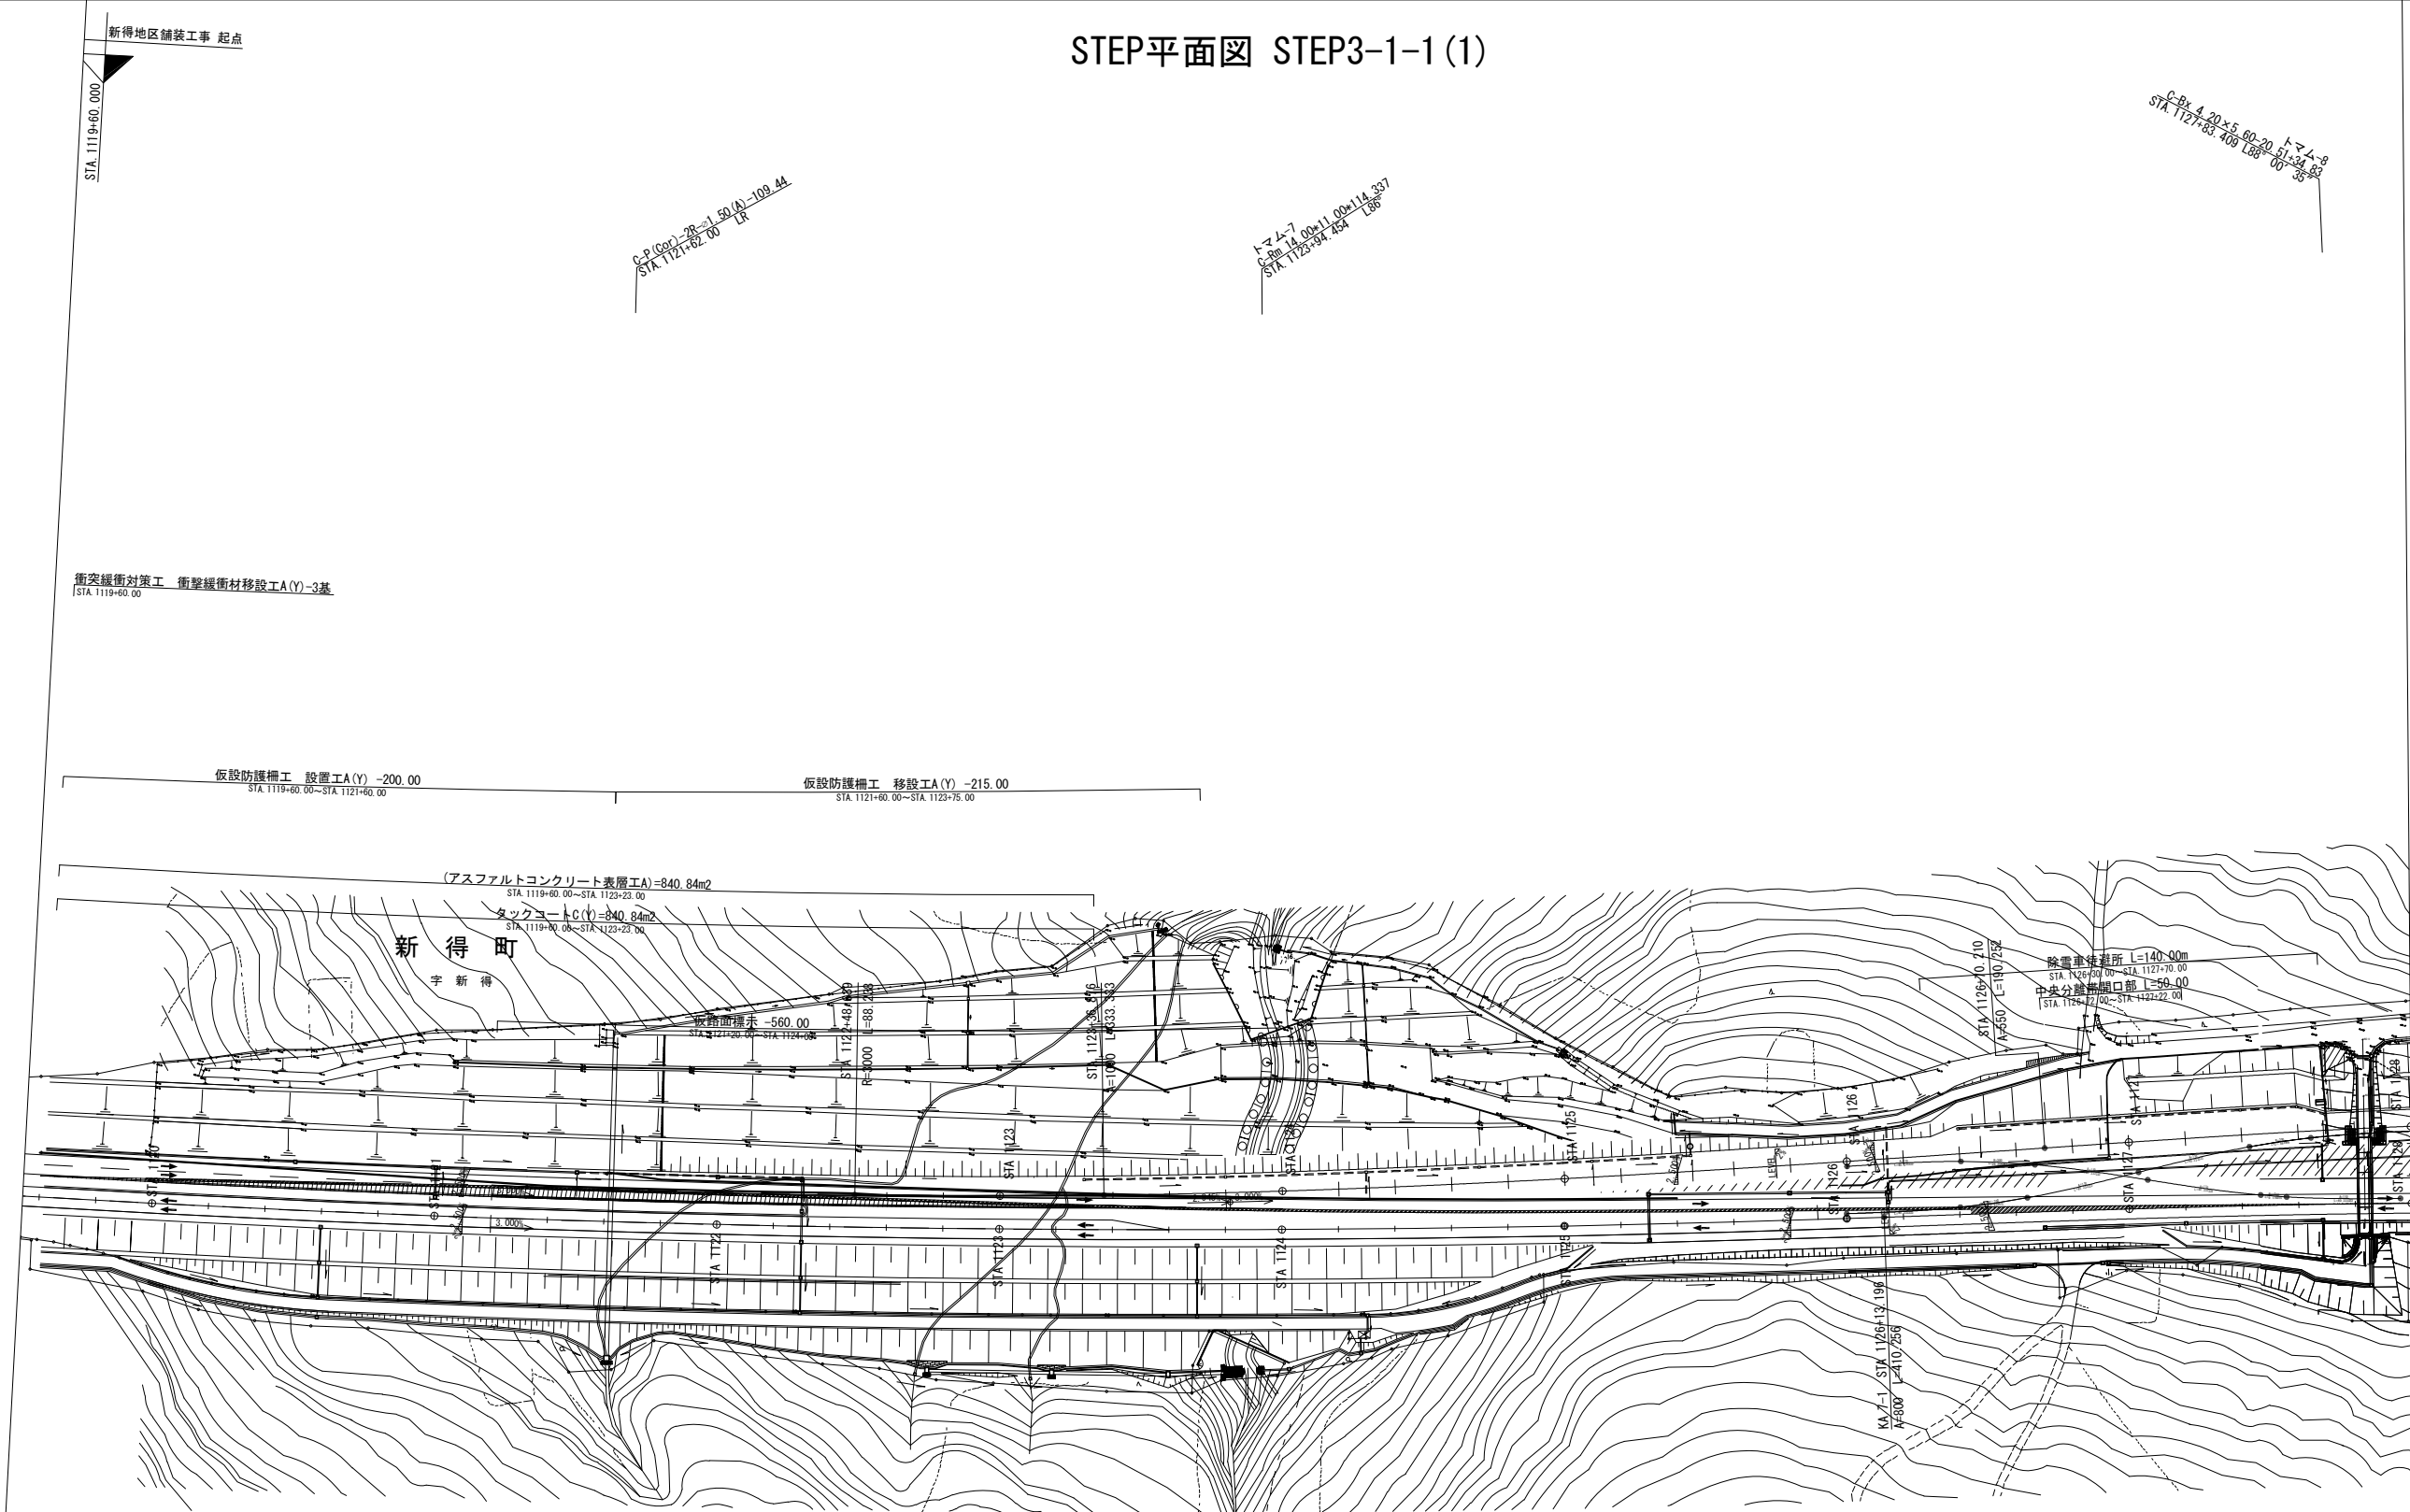 STEP平面図 STEP3-1-1(1)
新得地区舗装工事 起点
STA.1119+60.000
C-P(Cor)-2R-⌀1.50(A)-109.44
STA.1121+62.00 LR
トマム-7
C-Rm 14.00*11.00*114.337
STA.1123+94.454 L86°
トマム-8
C-Bx 4.20×5.60-20.51+34.83
STA.1127+83.409 L88° 00′ 35″
衝突緩衝対策工 衝撃緩衝材移設工A(Y)-3基
STA.1119+60.00
仮設防護柵工 設置工A(Y) -200.00
STA.1119+60.00～STA.1121+60.00
仮設防護柵工 移設工A(Y) -215.00
STA.1121+60.00～STA.1123+75.00
(アスファルトコンクリート表層工A)=840.84m2
STA.1119+60.00～STA.1123+23.00
タックコートC(Y)=840.84m2
STA.1119+60.00～STA.1123+23.00
新 得 町
字 新 得
仮路面標示 -560.00
R=3000 L=88.238
除雪車待避所 L=140.00m
STA.1126+30.00～STA.1127+70.00
中央分離帯開口部 L=50.00
STA.1126+20.210
A=550 L=190.252
STA 1123
STA 1125
STA 1126
STA 1127
STA 1128
STA 1126
STA 1127
STA 1128
3.000%
STA 1122
STA 1123
STA 1124
STA 1125
KA.7-1 STA 1126+13.196
A=800 L=410.256